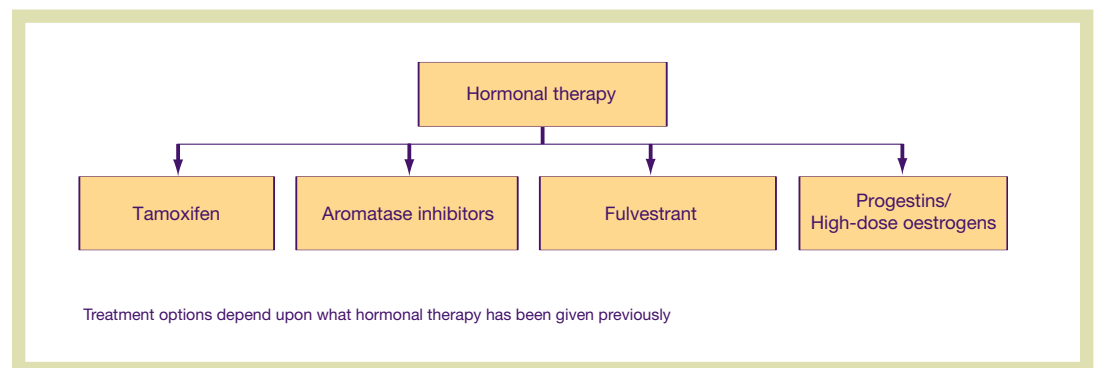 Hormonal therapy
Tamoxifen
Aromatase inhibitors
Fulvestrant
Progestins/
High-dose oestrogens
Treatment options depend upon what hormonal therapy has been given previously